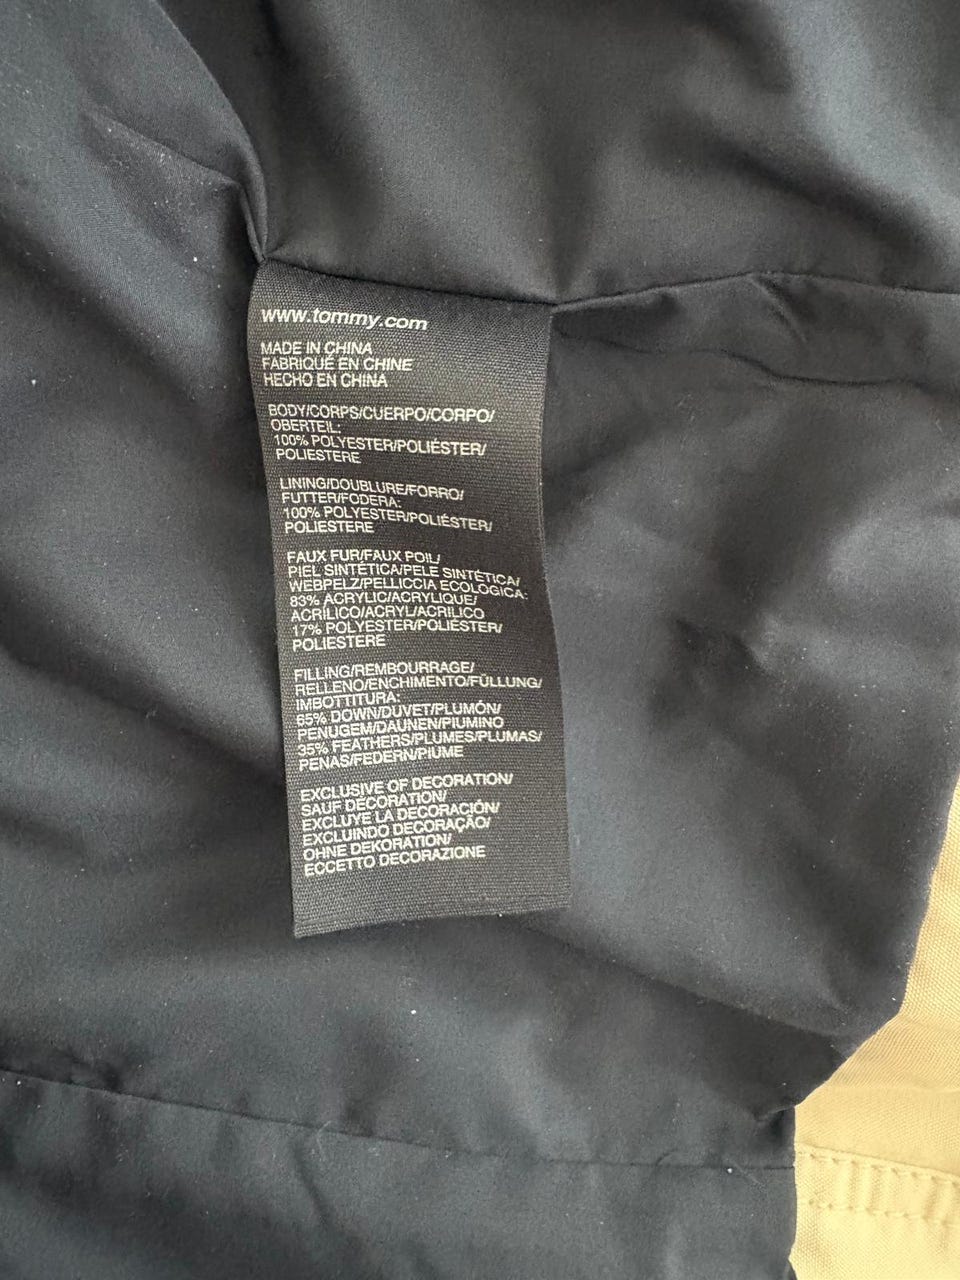 www.tommy.com
MADE IN CHINA
FABRIQUÉ EN CHINE
HECHO EN CHINA
BODY/CORPS/CUERPO/CORPO/
OBERTEIL:
100% POLYESTER/POLIÉSTER/
POLIESTERE
LINING/DOUBLURE/FORRO/
FUTTER/FODERA:
100% POLYESTER/POLIÉSTER/
POLIESTERE
FAUX FUR/FAUX POIL/
PIEL SINTÉTICA/PELE SINTÉTICA/
WEBPELZ/PELLICCIA ECOLOGICA:
83% ACRYLIC/ACRYLIQUE/
ACRÍLICO/ACRYL/ACRILICO
17% POLYESTER/POLIÉSTER/
POLIESTERE
FILLING/REMBOURRAGE/
RELLENO/ENCHIMENTO/FÜLLUNG/
IMBOTTITURA:
65% DOWN/DUVET/PLUMÓN/
PENUGEM/DAUNEN/PIUMINO
35% FEATHERS/PLUMES/PLUMAS/
PENAS/FEDERN/PIUME
EXCLUSIVE OF DECORATION/
SAUF DÉCORATION/
EXCLUYE LA DECORACIÓN/
EXCLUINDO DECORAÇÃO/
OHNE DEKORATION/
ECCETTO DECORAZIONE